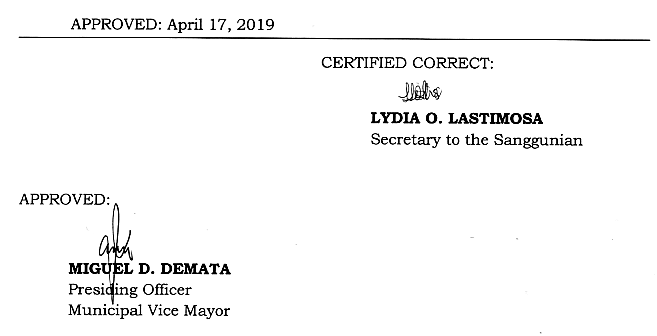 APPROVED: April 17, 2019
CERTIFIED CORRECT:
LYDIA O. LASTIMOSA
Secretary to the Sanggunian
APPROVED:
MIGUEL D. DEMATA
Presiding Officer
Municipal Vice Mayor